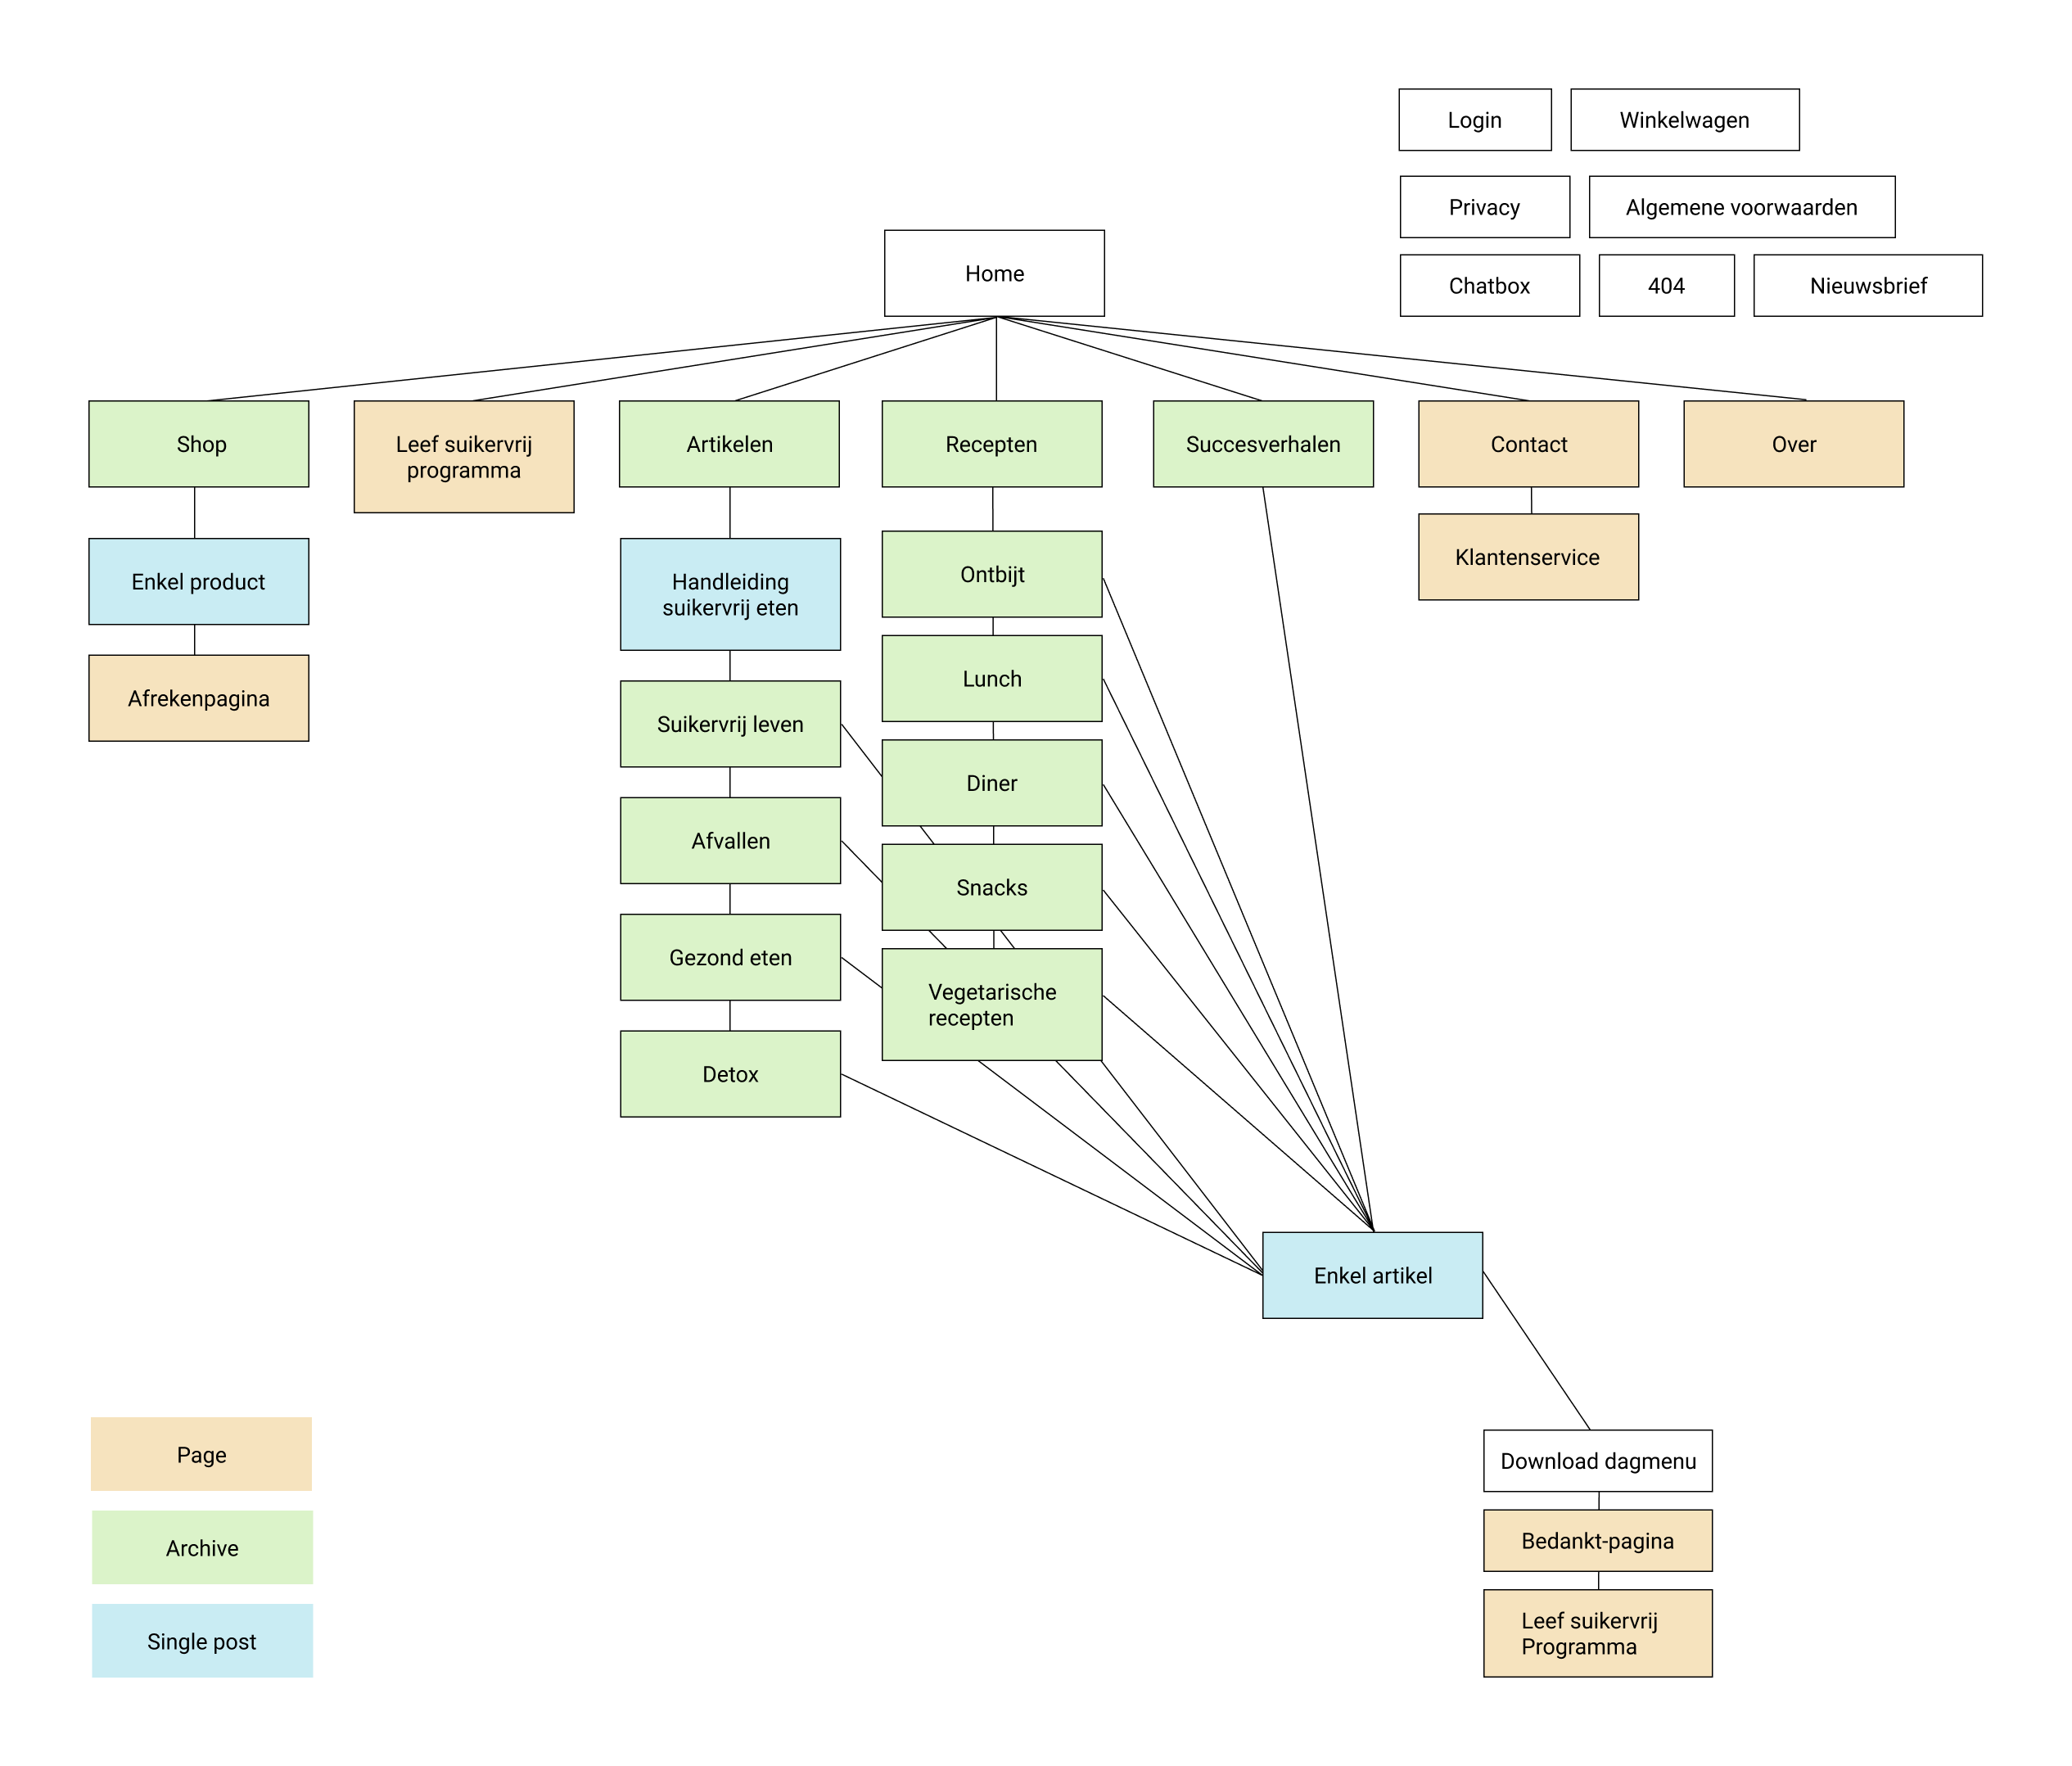 Login
Winkelwagen
Privacy
Algemene voorwaarden
Home
Chatbox
404
Nieuwsbrief
Shop
Leef suikervrij
programma
Artikelen
Recepten
Succesverhalen
Contact
Over
Enkel product
Handleiding
suikervrij eten
Ontbijt
Klantenservice
Afrekenpagina
Suikervrij leven
Lunch
Afvallen
Diner
Gezond eten
Snacks
Detox
Vegetarische
recepten
Enkel artikel
Download dagmenu
Bedankt-pagina
Leef suikervrij
Programma
Page
Archive
Single post